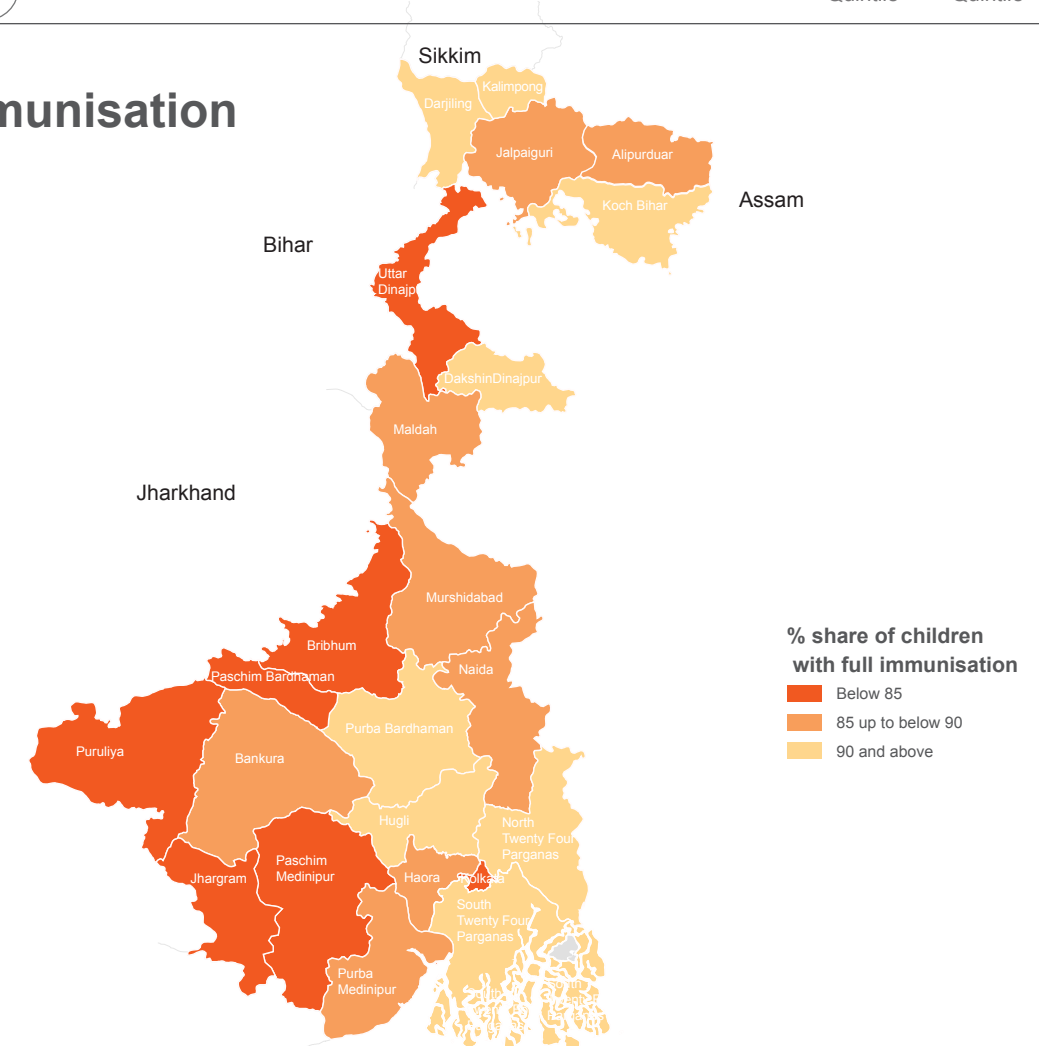 Sikkim
munisation
Kalimpong
Darjiling
Jalpaiguri
Alipurduar
Assam
Koch Bihar
Bihar
Uttar
Dinajp
DakshinDinajpur
Maldah
Jharkhand
Murshidabad
% share of children
with full immunisation
Below 85
85 up to below 90
90 and above
Bribhum
Naida
Paschim Bardhaman
Purba Bardhaman
Puruliya
Bankura
Hugli
North
Twenty Four
Parganas
Paschim
Medinipur
Jhargram
Haora
Kolkata
South
Twenty Four
Parganas
Purba
Medinipur